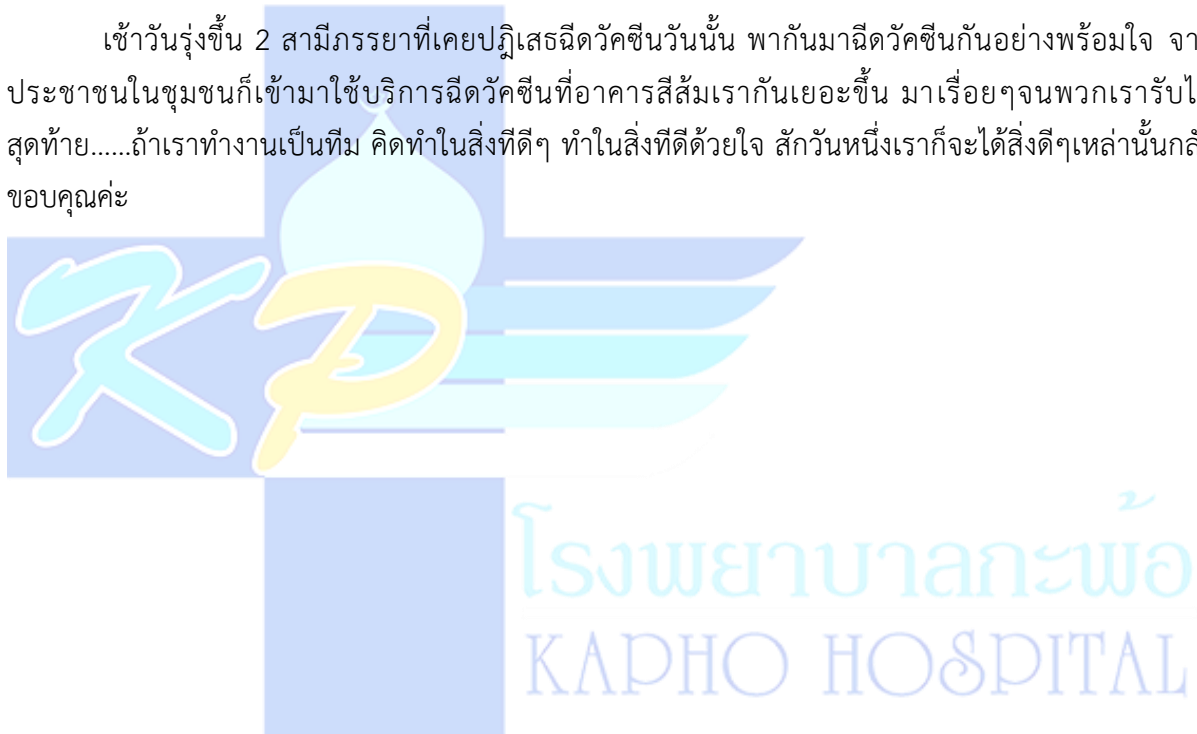 เช้าวันรุ่งขึ้น 2 สามีภรรยาที่เคยปฎิเสธฉีดวัคซีนวันนั้น พากันมาฉีดวัคซีนกันอย่างพร้อมใจ
ประชาชนในชุมชนก็เข้ามาใช้บริการฉีดวัคซีนที่อาคารสีส้มเรากันเยอะขึ้น มาเรื่อยๆจนพวกเรารับ
สุดท้าย......ถ้าเราทำงานเป็นทีม คิดทำในสิ่งที่ดีๆ ทำในสิ่งที่ดีด้วยใจ สักวันหนึ่งเราก็จะได้สิ่งดีๆเหล่านั้น
ขอบคุณค่ะ
KP
โรงพยาบาลกะพ้อ
KAPHO HOSPITAL